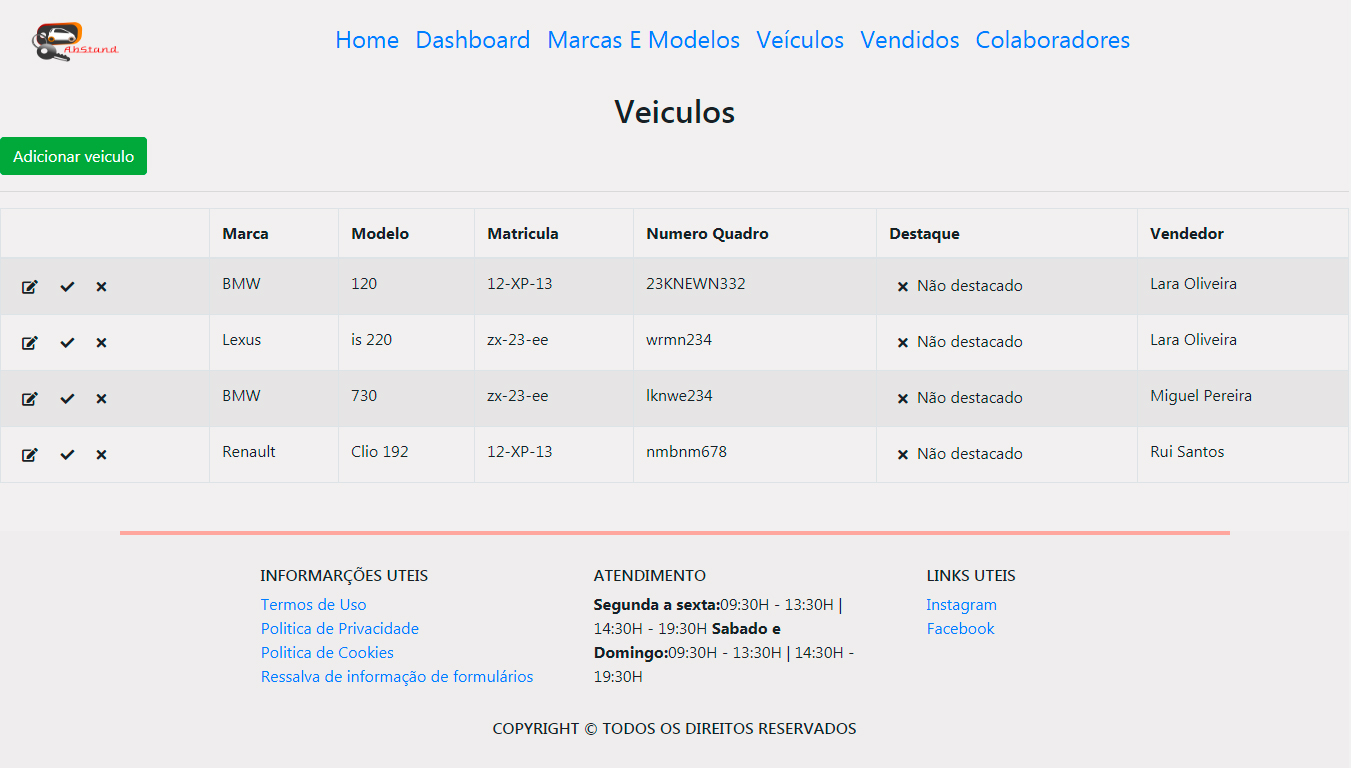 AbStand
Home Dashboard Marcas E Modelos Veículos Vendidos Colaboradores
Veiculos
Adicionar veiculo
Marca Modelo Matricula Numero Quadro Destaque Vendedor
BMW 120 12-XP-13 23KNEWN332 Não destacado Lara Oliveira
Lexus is 220 zx-23-ee wrmn234 Não destacado Lara Oliveira
BMW 730 zx-23-ee lknwe234 Não destacado Miguel Pereira
Renault Clio 192 12-XP-13 nmbnm678 Não destacado Rui Santos
INFORMARÇÕES UTEIS
Termos de Uso
Politica de Privacidade
Politica de Cookies
Ressalva de informação de formulários
ATENDIMENTO
Segunda a sexta:09:30H - 13:30H |
14:30H - 19:30H Sabado e
Domingo:09:30H - 13:30H | 14:30H -
19:30H
LINKS UTEIS
Instagram
Facebook
COPYRIGHT © TODOS OS DIREITOS RESERVADOS